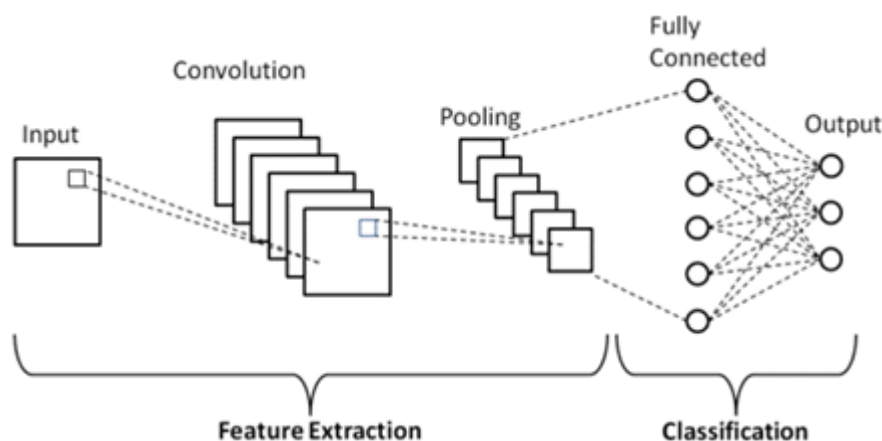 Input
Convolution
Pooling
Fully
Connected
Output
Feature Extraction
Classification